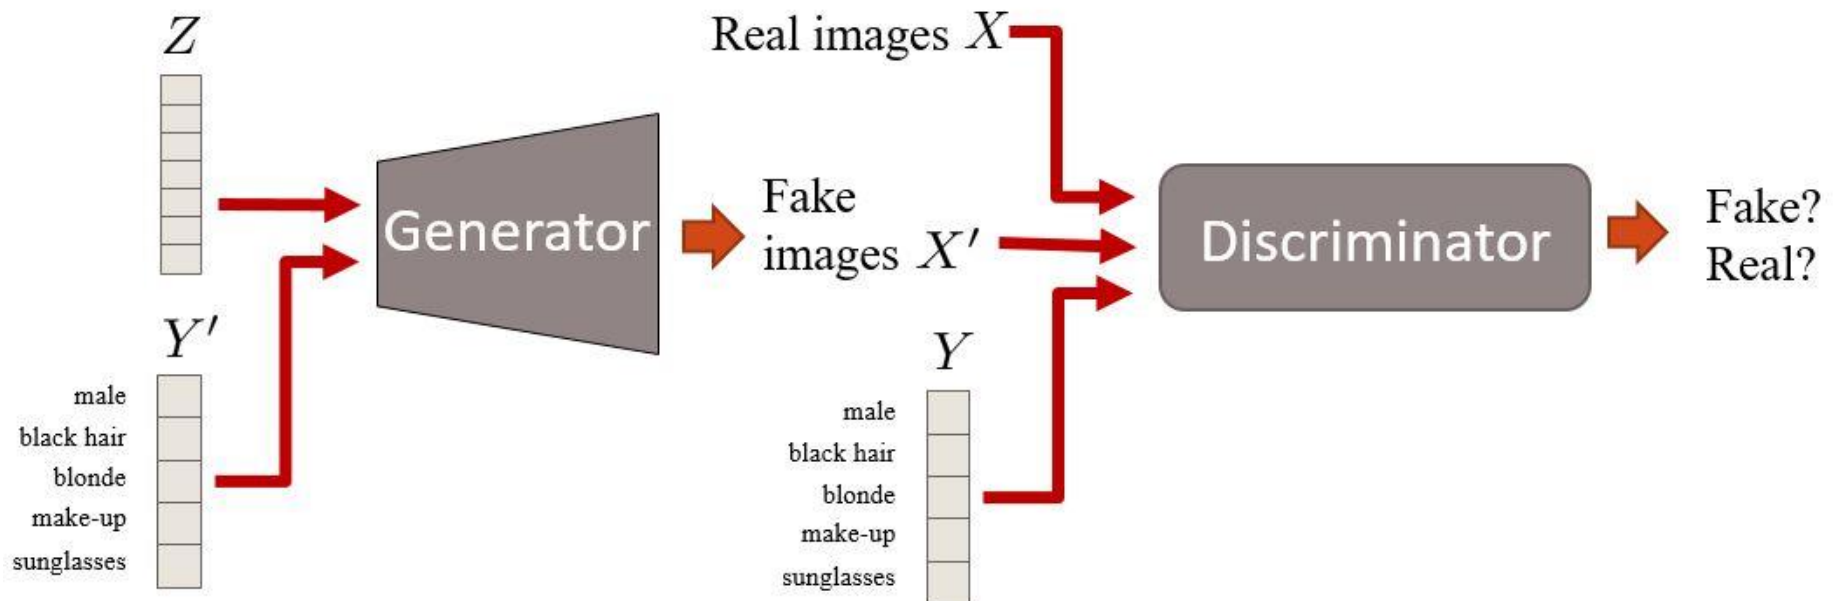 Z
Real images X
Generator
Fake
images X′
Discriminator
Fake?
Real?
Y′
male
black hair
blonde
make-up
sunglasses
Y
male
black hair
blonde
make-up
sunglasses